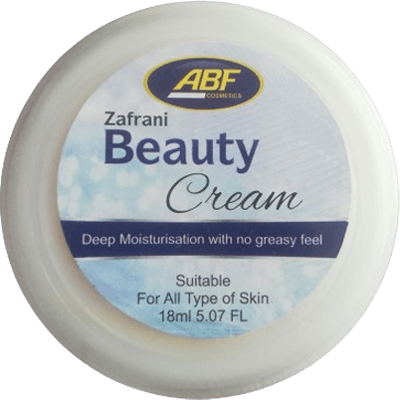 ABF
COSMETICS
Zafrani
Beauty
Cream
Deep Moisturisation with no greasy feel
Suitable
For All Type of Skin
18ml 5.07 FL